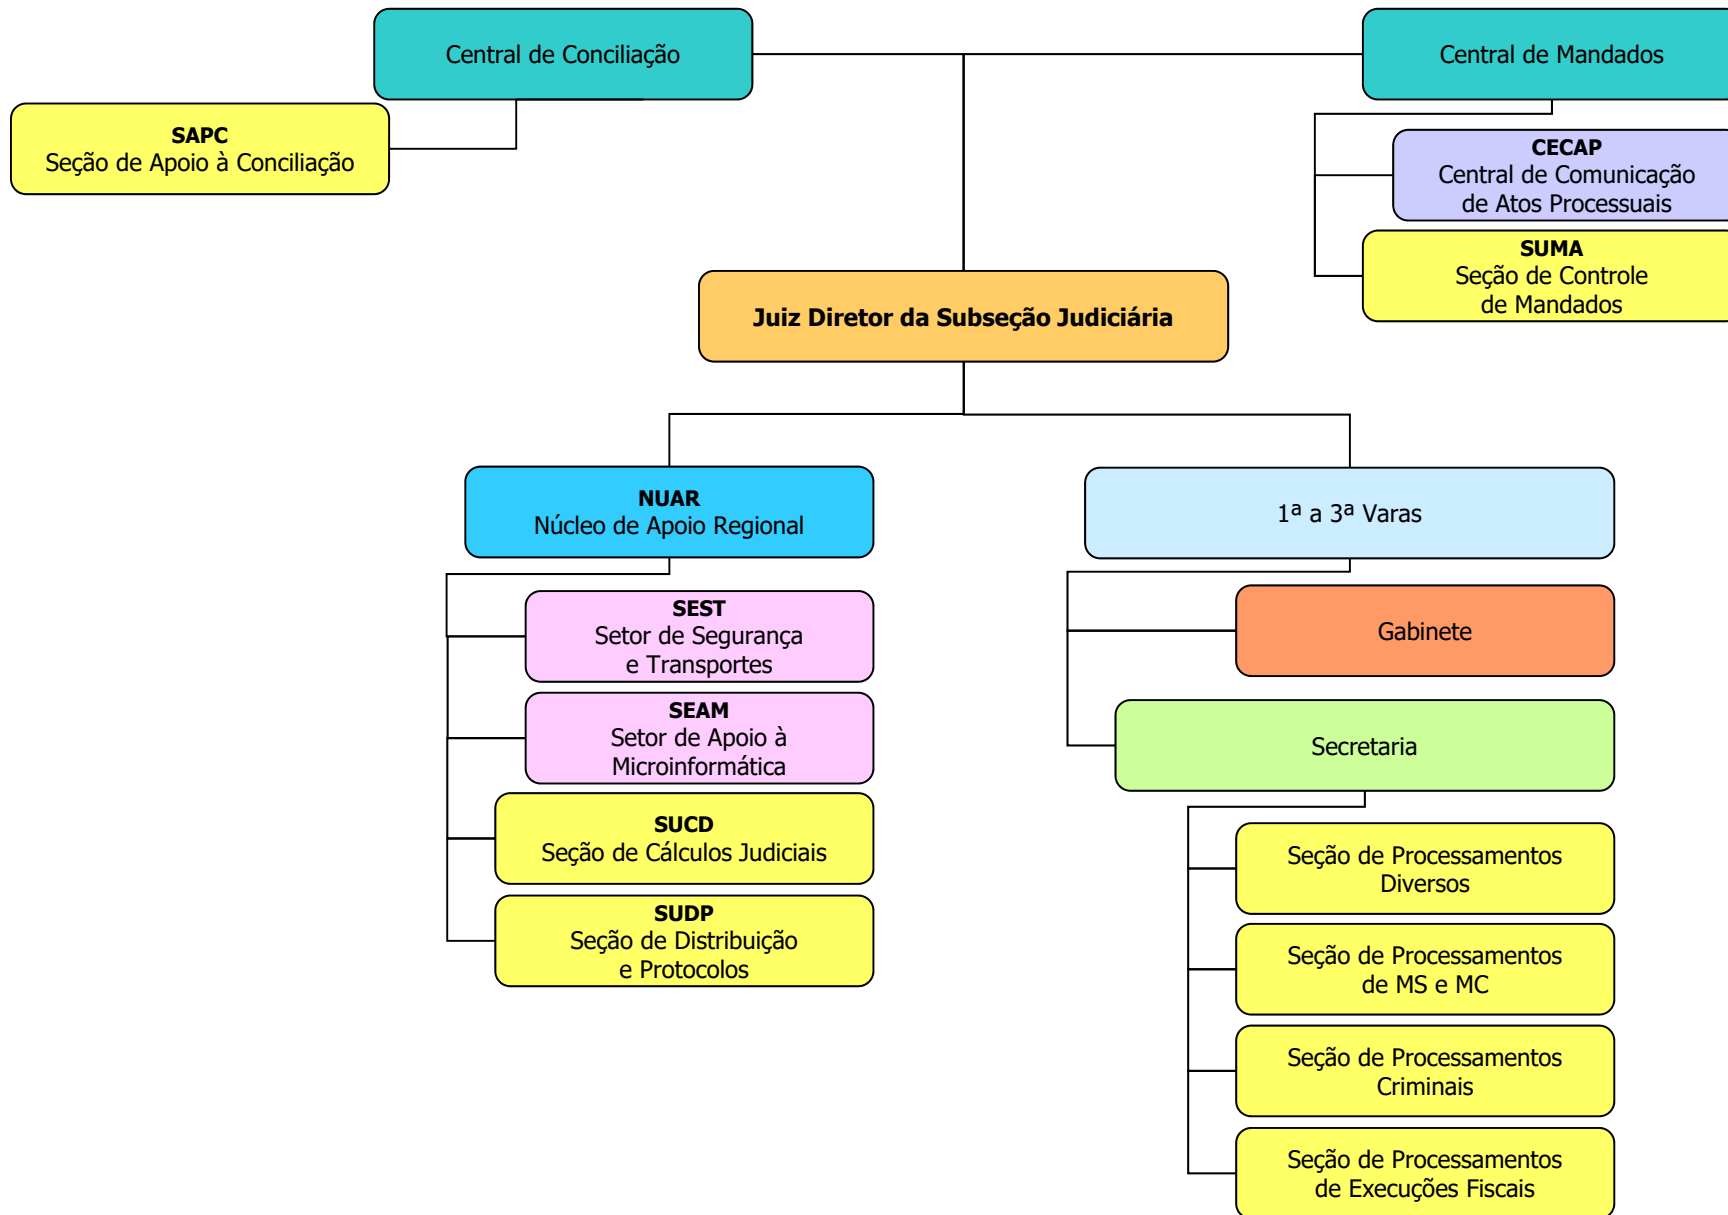 Central de Conciliação
Central de Mandados
SAPC
Seção de Apoio à Conciliação
CECAP
Central de Comunicação
de Atos Processuais
SUMA
Seção de Controle
de Mandados
Juiz Diretor da Subseção Judiciária
NUAR
Núcleo de Apoio Regional
SEST
Setor de Segurança
e Transportes
SEAM
Setor de Apoio à
Microinformática
SUCD
Seção de Cálculos Judiciais
SUDP
Seção de Distribuição
e Protocolos
1ª a 3ª Varas
Gabinete
Secretaria
Seção de Processamentos
Diversos
Seção de Processamentos
de MS e MC
Seção de Processamentos
Criminais
Seção de Processamentos
de Execuções Fiscais